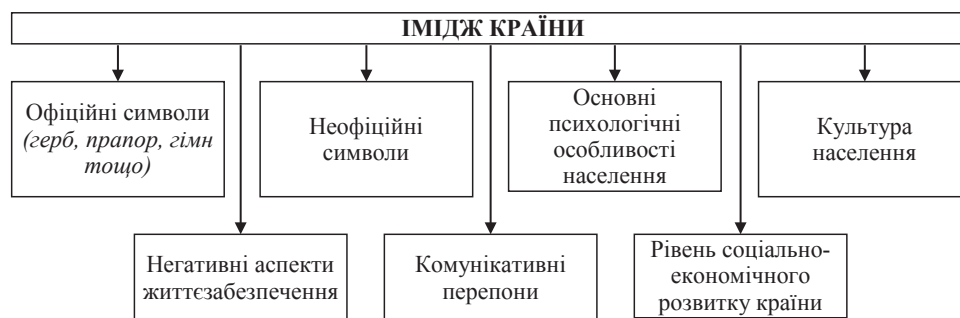 ІМІДЖ КРАЇНИ
Офіційні символи
(герб, прапор, гімн
тощо)
Неофіційні
символи
Основні
психологічні
особливості
населення
Культура
населення
Негативні аспекти
життєзабезпечення
Комунікативні
перепони
Рівень соціально-
економічного
розвитку країни